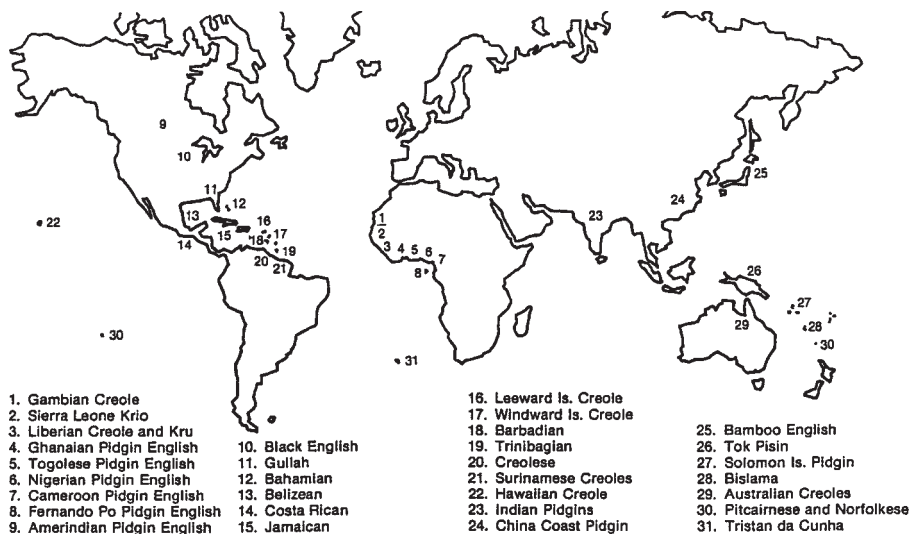 9
10
11
12
22
13
16
17
15
14
18
19
20
21
1
2
3
4 5 6
7
8
23
24
25
26
27
28
29
30
30
31
1. Gambian Creole
2. Sierra Leone Krio
3. Liberian Creole and Kru
4. Ghanaian Pidgin English
5. Togolese Pidgin English
6. Nigerian Pidgin English
7. Cameroon Pidgin English
8. Fernando Po Pidgin English
9. Amerindian Pidgin English
10. Black English
11. Gullah
12. Bahamian
13. Belizean
14. Costa Rican
15. Jamaican
16. Leeward Is. Creole
17. Windward Is. Creole
18. Barbadian
19. Trinibagian
20. Creolese
21. Surinamese Creoles
22. Hawaiian Creole
23. Indian Pidgins
24. China Coast Pidgin
25. Bamboo English
26. Tok Pisin
27. Solomon Is. Pidgin
28. Bislama
29. Australian Creoles
30. Pitcairnese and Norfolkese
31. Tristan da Cunha